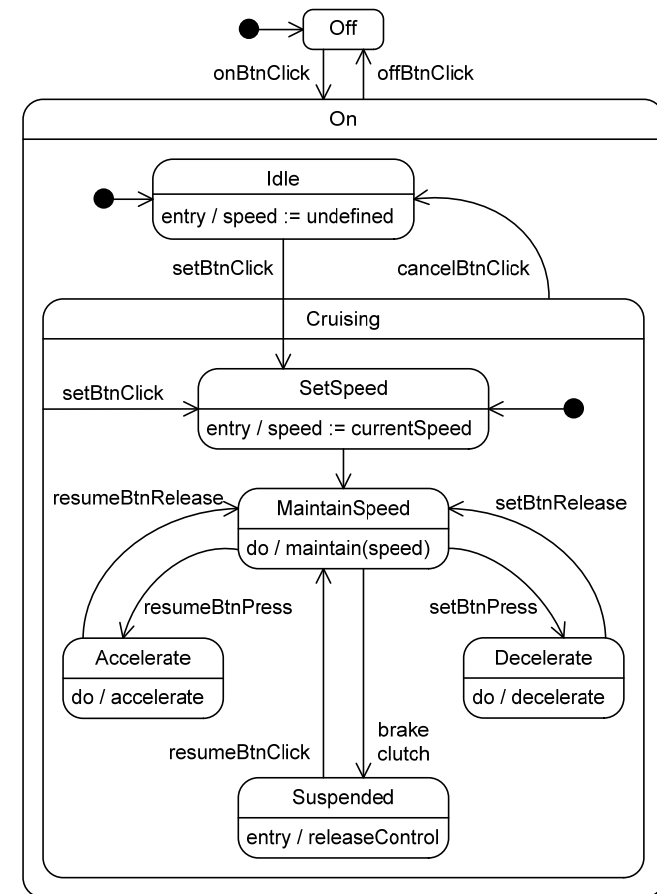 Off
onBtnClick
offBtnClick
On
Idle
entry / speed := undefined
setBtnClick
cancelBtnClick
Cruising
SetSpeed
setBtnClick
entry / speed := currentSpeed
resumeBtnRelease
MaintainSpeed
setBtnRelease
do / maintain(speed)
resumeBtnPress
setBtnPress
Accelerate
Decelerate
do / accelerate
do / decelerate
brake
clutch
resumeBtnClick
Suspended
entry / releaseControl